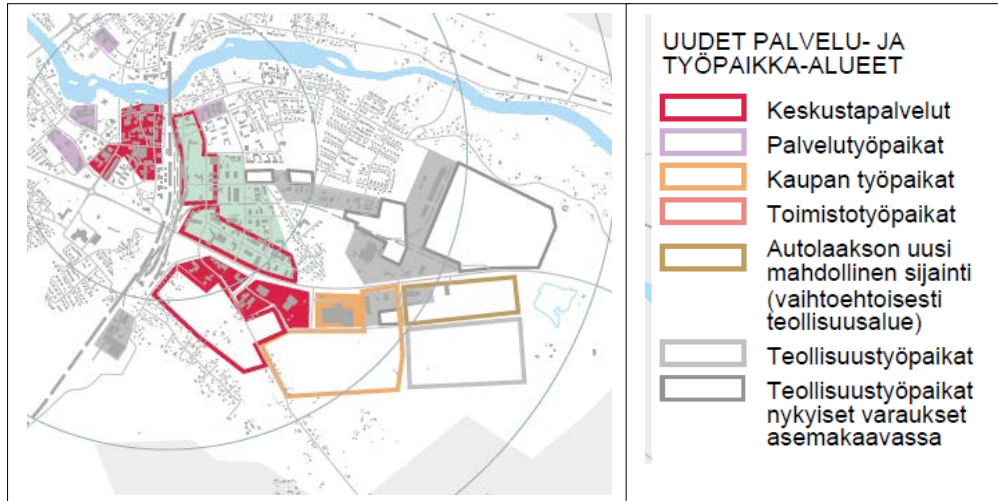 UUDET PALVELU- JA
TYÖPAIKKA-ALUEET
Keskustapalvelut
Palvelutyöpaikat
Kaupan työpaikat
Toimistotyöpaikat
Autolaakson uusi
mahdollinen sijainti
(vaihtoehtoisesti
teollisuusalue)
Teollisuustyöpaikat
Teollisuustyöpaikat
nykyiset varaukset
asemakaavassa